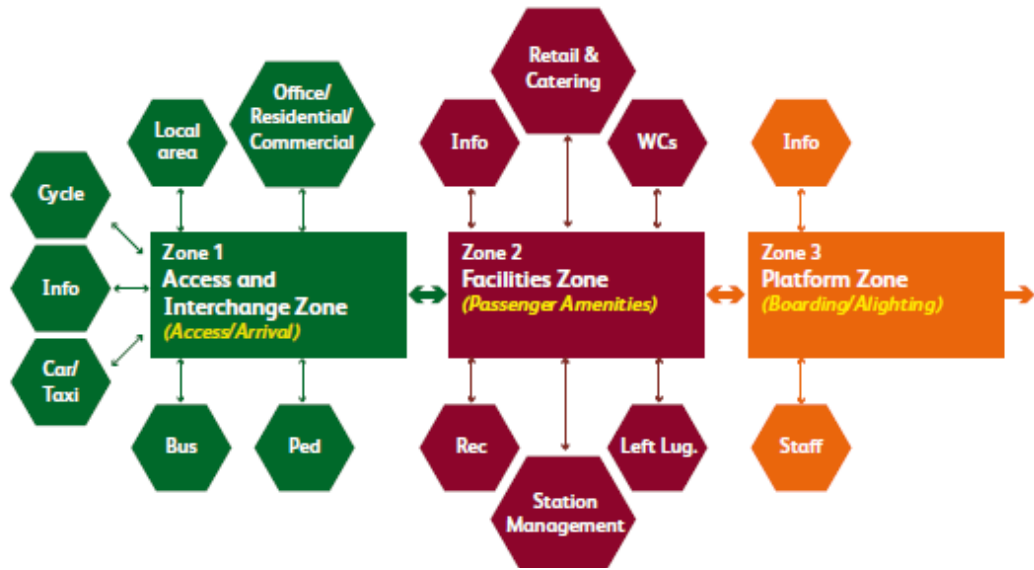 Retail &
Catering
Office/
Residential/
Commercial
Local
area
Info
WCs
Info
Cycle
Info
Car/
Taxi
Zone 1
Access and
Interchange Zone
(Access/Arrival)
Zone 2
Facilities Zone
(Passenger Amenities)
Zone 3
Platform Zone
(Boarding/Alighting)
Bus
Ped
Rec
Left Lug.
Staff
Station
Management